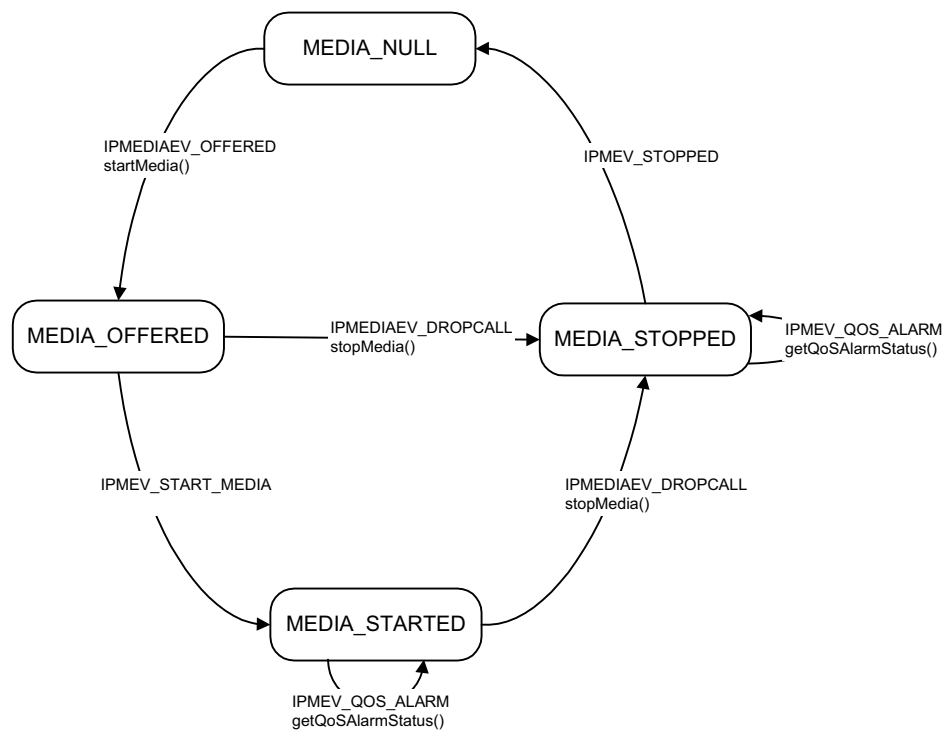 MEDIA_NULL
IPMEDIAEV_OFFERED
startMedia()
IPMEV_STOPPED
MEDIA_OFFERED
IPMEDIAEV_DROPCALL
stopMedia()
MEDIA_STOPPED
IPMEV_QOS_ALARM
getQoSAlarmStatus()
IPMEV_START_MEDIA
IPMEDIAEV_DROPCALL
stopMedia()
MEDIA_STARTED
IPMEV_QOS_ALARM
getQoSAlarmStatus()